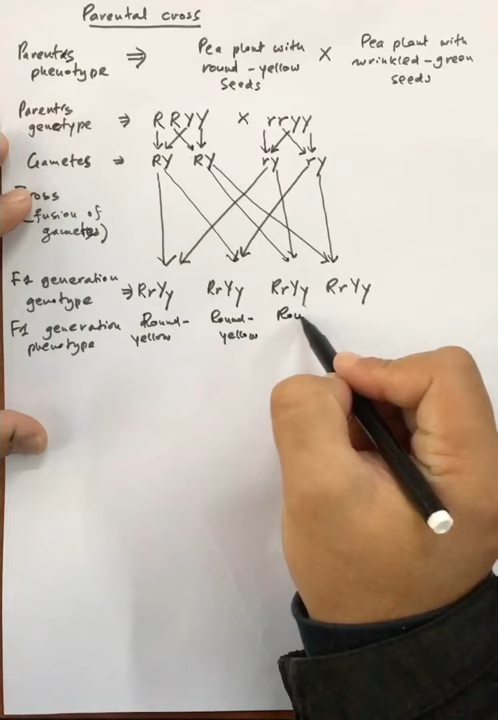 Parental cross
Parents phenotype ⇒ Pea plant with round-yellow seeds × Pea plant with wrinkled-green seeds
Parents genotype ⇒ RRYY × rryy
Gametes ⇒ RY RY ry ry
(fusion of gametes)
F1 generation genotype ⇒ RrYy RrYy RrYy RrYy
F1 generation phenotype Round-yellow Round-yellow Rou